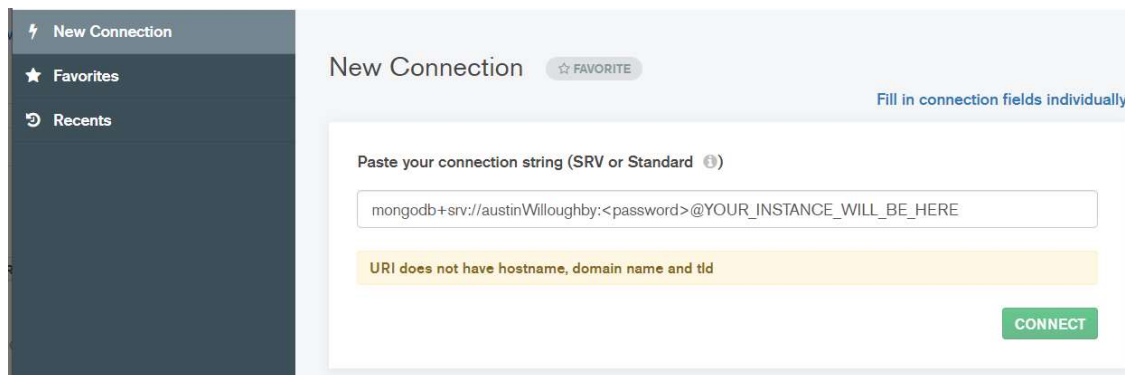 New Connection
Favorites
Recents
New Connection
FAVORITE
Fill in connection fields individually
Paste your connection string (SRV or Standard )
mongodb+srv://austinWilloughby:<password>@YOUR_INSTANCE_WILL_BE_HERE
URI does not have hostname, domain name and tld
CONNECT